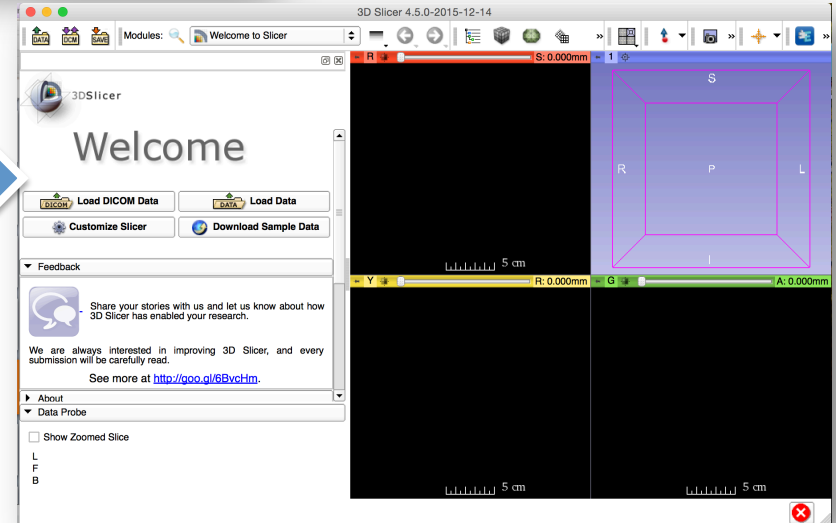 3D Slicer 4.5.0-2015-12-14
DATA DCM SAVE Modules: Welcome to Slicer
R S: 0.000mm 1
3DSlicer
Welcome
Load DICOM Data Load Data
DICOM DATA
Customize Slicer Download Sample Data
S
R P L
I
5 cm
Feedback
Y R: 0.000mm G A: 0.000mm
Share your stories with us and let us know about how
3D Slicer has enabled your research.
We are always interested in improving 3D Slicer, and every
submission will be carefully read.
See more at http://goo.gl/6BvcHm.
About
Data Probe
Show Zoomed Slice
L
F
B
5 cm 5 cm